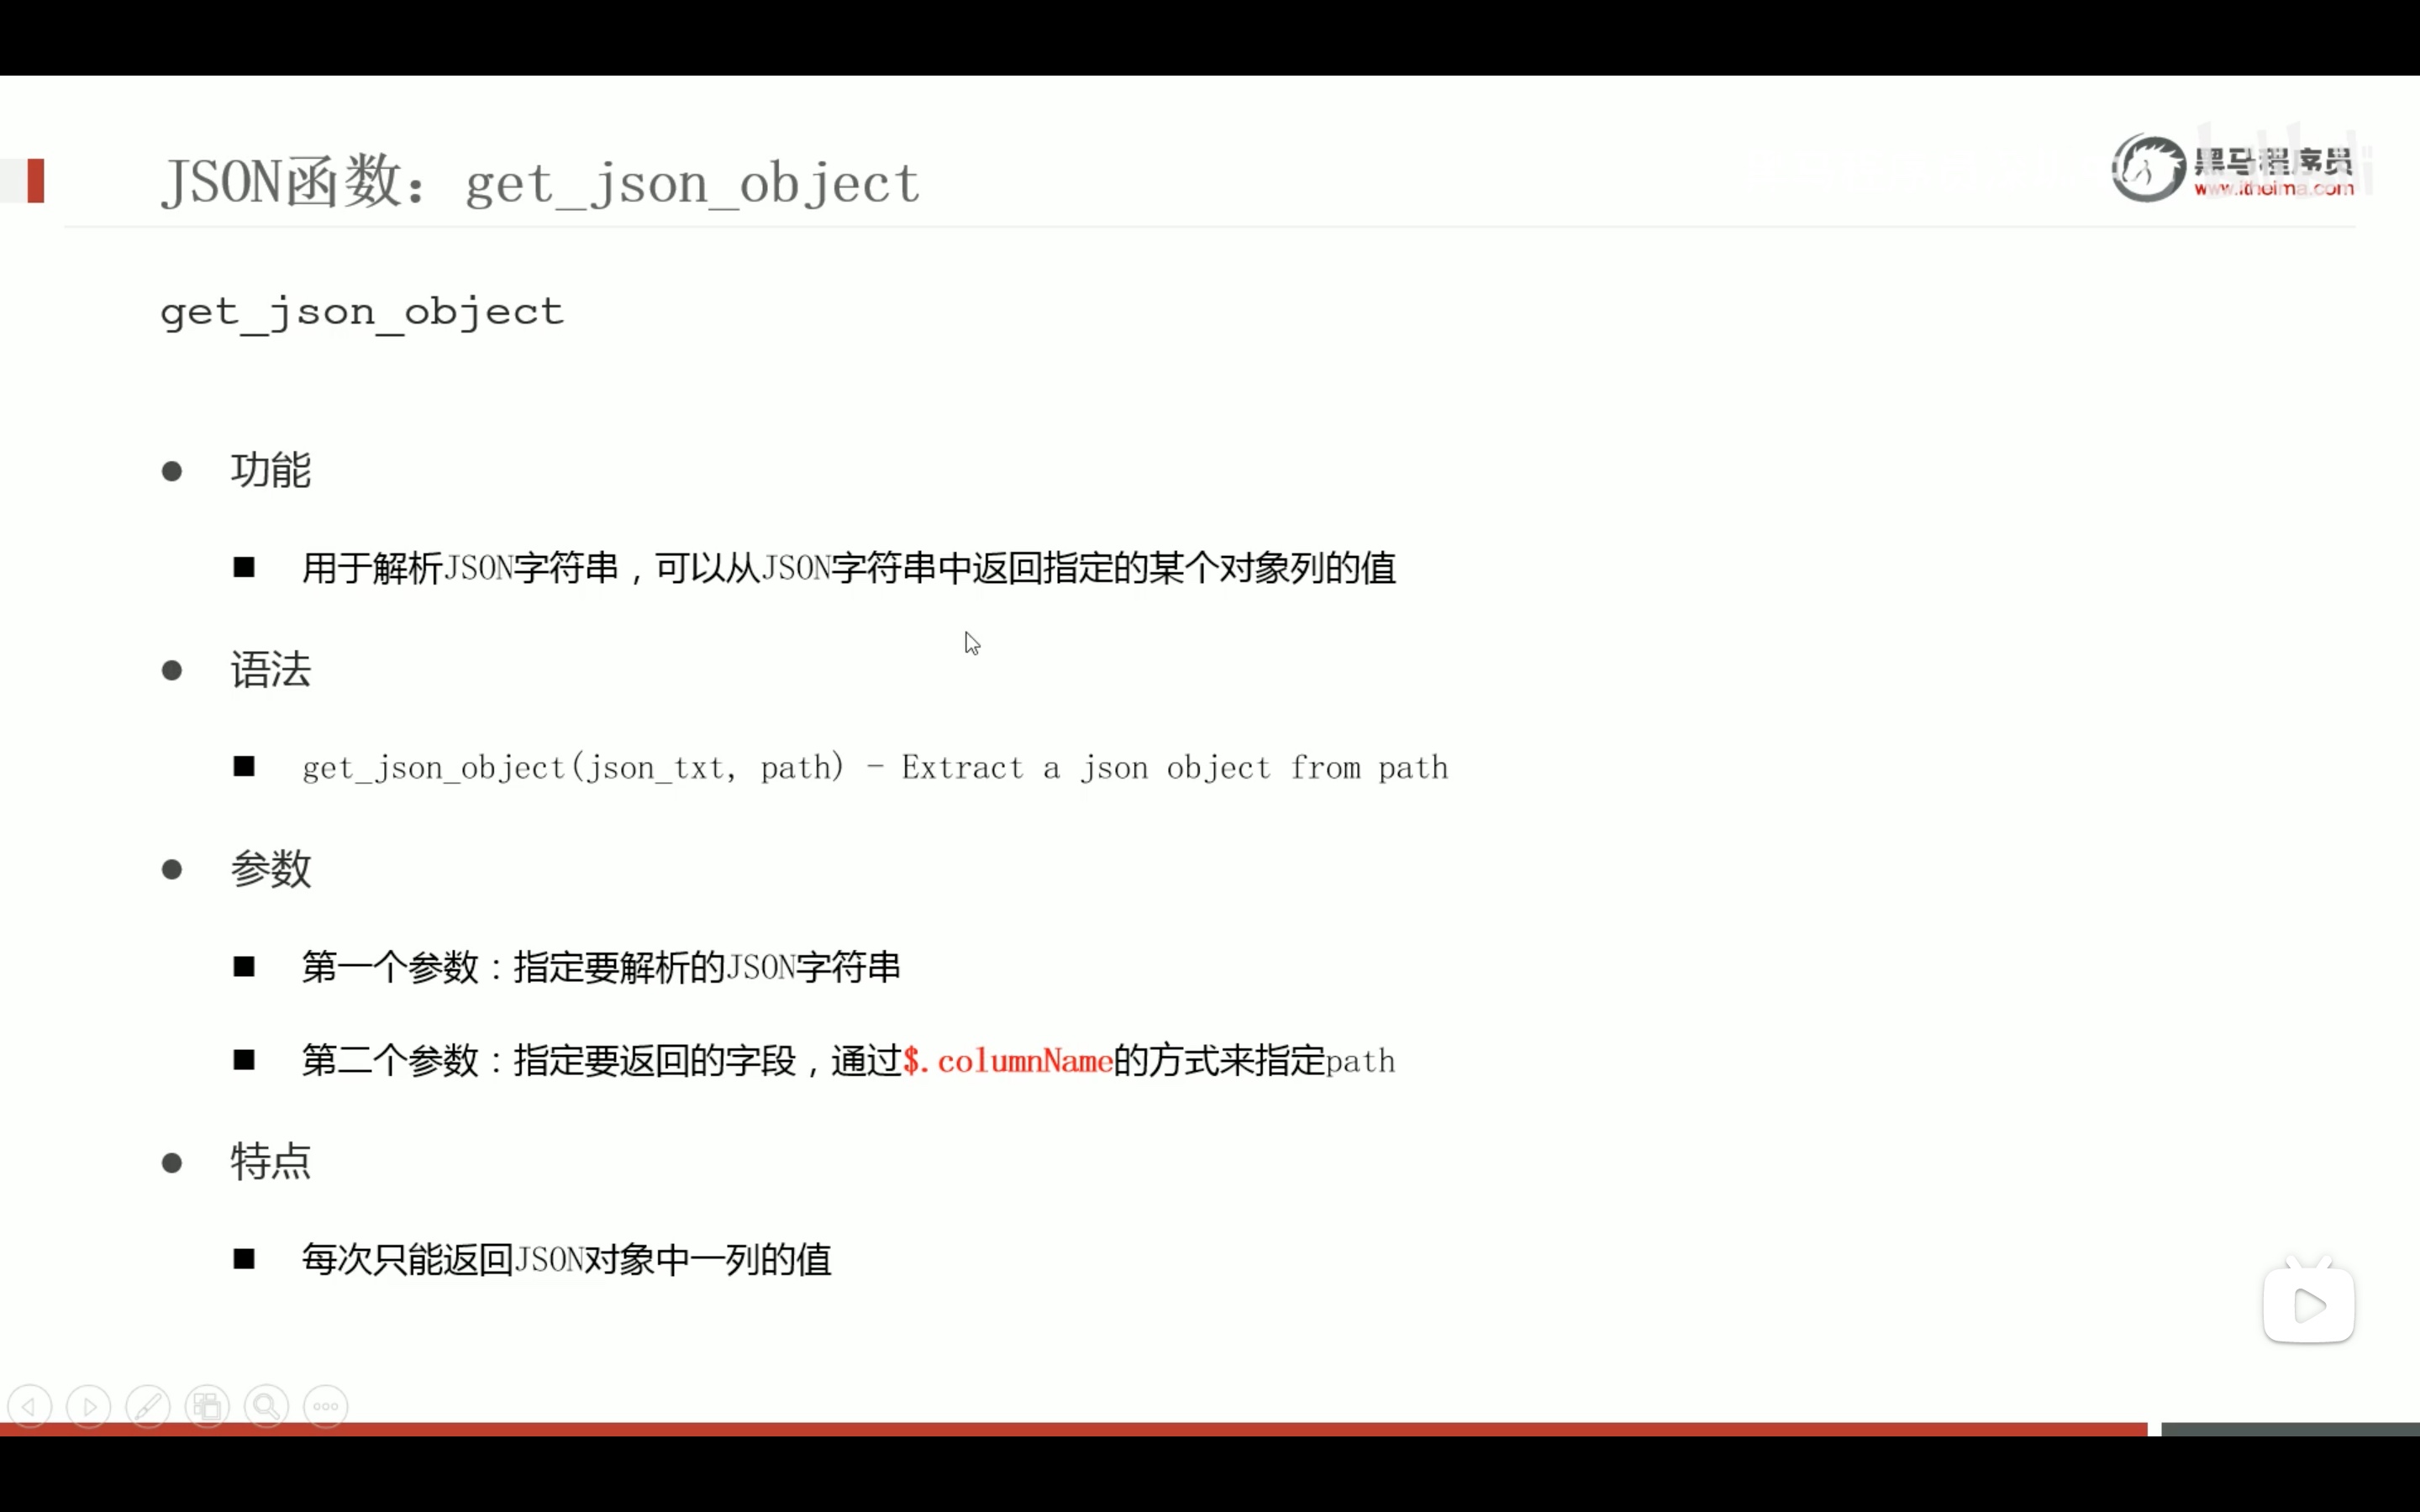 JSON函数：get_json_object
黑马程序员
www.itheima.com
get_json_object
功能
用于解析JSON字符串，可以从JSON字符串中返回指定的某个对象列的值
语法
get_json_object(json_txt, path) - Extract a json object from path
参数
第一个参数：指定要解析的JSON字符串
第二个参数：指定要返回的字段，通过$.columnName的方式来指定path
特点
每次只能返回JSON对象中一列的值